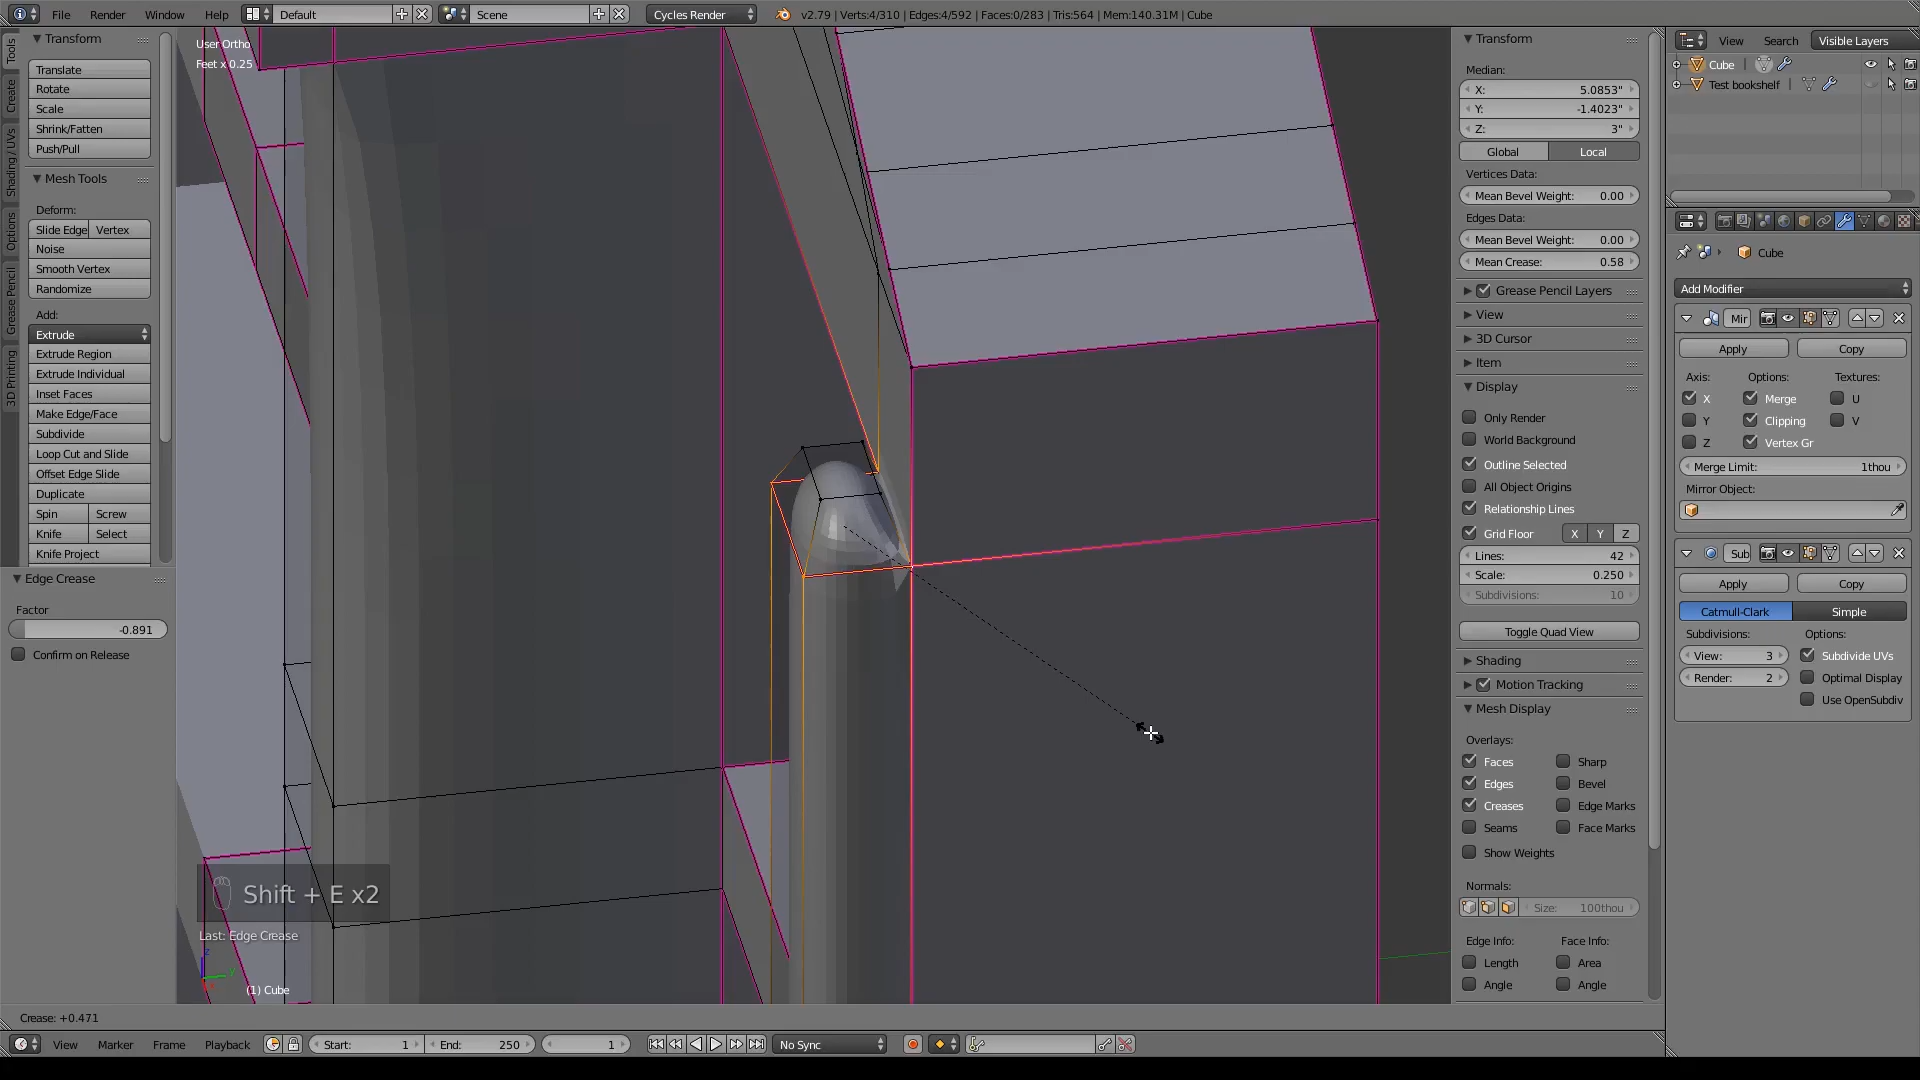 File Render Window Help Default Scene Cycles Render v2.79 | Verts:4/310 | Edges:4/592 | Faces:0/283 | Tris:564 | Mem:140.31M | Cube
Tools
Create
Shading / UVs
Options
Grease Pencil
3D Printing
Transform
Translate
Rotate
Scale
Shrink/Fatten
Push/Pull
Mesh Tools
Deform:
Slide Edge Vertex
Noise
Smooth Vertex
Randomize
Add:
Extrude
Extrude Region
Extrude Individual
Inset Faces
Make Edge/Face
Subdivide
Loop Cut and Slide
Offset Edge Slide
Duplicate
Spin Screw
Knife Select
Knife Project
Edge Crease
Factor
-0.891
Confirm on Release
User Ortho
Feet x 0.25
Shift + E x2
Last: Edge Crease
(1) Cube
Crease: +0.471
Transform
Median:
X: 5.0853"
Y: -1.4023"
Z: 3"
Global Local
Vertices Data:
Mean Bevel Weight: 0.00
Edges Data:
Mean Bevel Weight: 0.00
Mean Crease: 0.58
Grease Pencil Layers
View
3D Cursor
Item
Display
Only Render
World Background
Outline Selected
All Object Origins
Relationship Lines
Grid Floor X Y Z
Lines: 42
Scale: 0.250
Subdivisions: 10
Toggle Quad View
Shading
Motion Tracking
Mesh Display
Overlays:
Faces Sharp
Edges Bevel
Creases Edge Marks
Seams Face Marks
Show Weights
Normals:
Size: 100thou
Edge Info: Face Info:
Length Area
Angle Angle
View Search Visible Layers
Cube
Test bookshelf
Cube
Add Modifier
Mir
Apply Copy
Axis: Options: Textures:
X Merge U
Y Clipping V
Z Vertex Gr
Merge Limit: 1thou
Mirror Object:
Sub
Apply Copy
Catmull-Clark Simple
Subdivisions: Options:
View: 3 Subdivide UVs
Render: 2 Optimal Display
Use OpenSubdiv
View Marker Frame Playback Start: 1 End: 250 1 No Sync